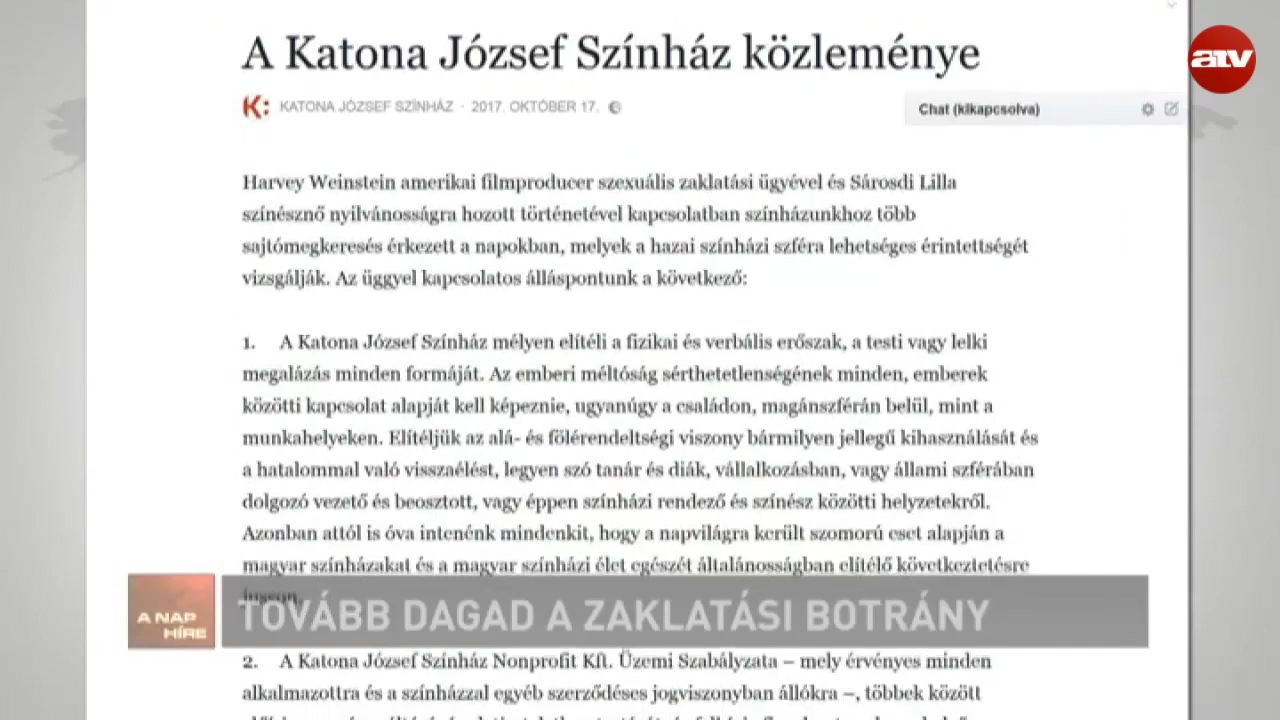 A Katona József Színház közleménye
atv
K: KATONA JÓZSEF SZÍNHÁZ · 2017. OKTÓBER 17.
Chat (kikapcsolva)
Harvey Weinstein amerikai filmproducer szexuális zaklatási ügyével és Sárosdi Lilla
színésznő nyilvánosságra hozott történetével kapcsolatban színházunkhoz több
sajtómegkeresés érkezett a napokban, melyek a hazai színházi szféra lehetséges érintettségét
vizsgálják. Az üggyel kapcsolatos álláspontunk a következő:
1. A Katona József Színház mélyen elítéli a fizikai és verbális erőszak, a testi vagy lelki
megalázás minden formáját. Az emberi méltóság sérthetetlenségének minden, emberek
közötti kapcsolat alapját kell képeznie, ugyanúgy a családon, magánszférán belül, mint a
munkahelyeken. Elítéljük az alá- és fölérendeltségi viszony bármilyen jellegű kihasználását és
a hatalommal való visszaélést, legyen szó tanár és diák, vállalkozásban, vagy állami szférában
dolgozó vezető és beosztott, vagy éppen színházi rendező és színész közötti helyzetekről.
Azonban attól is óva intenénk mindenkit, hogy a napvilágra került szomorú eset alapján a
magyar színházakat és a magyar színházi élet egészét általánosságban elítélő következtetésre
jusson.
A NAP
HÍRE
TOVÁBB DAGAD A ZAKLATÁSI BOTRÁNY
2. A Katona József Színház Nonprofit Kft. Üzemi Szabályzata – mely érvényes minden
alkalmazottra és a színházzal egyéb szerződéses jogviszonyban állókra –, többek között